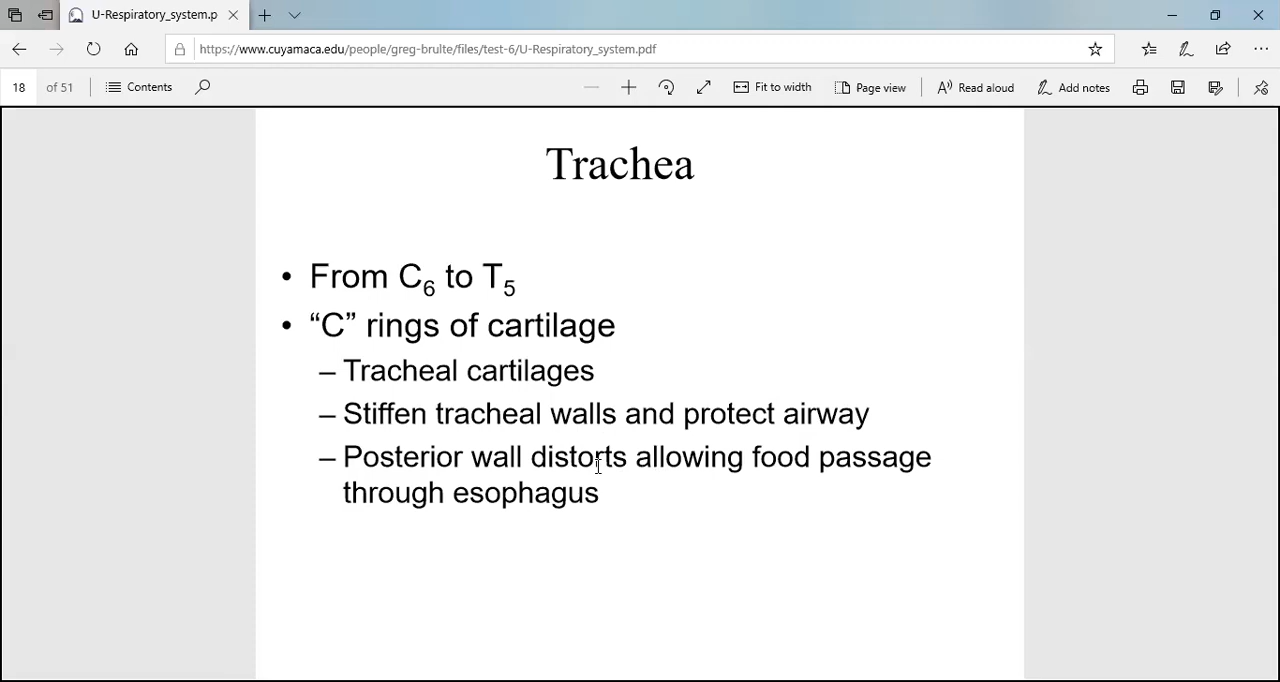 U-Respiratory_system.p
https://www.cuyamaca.edu/people/greg-brulte/files/test-6/U-Respiratory_system.pdf
18 of 51 Contents Fit to width Page view Read aloud Add notes
Trachea
• From C₆ to T₅
• “C” rings of cartilage
– Tracheal cartilages
– Stiffen tracheal walls and protect airway
– Posterior wall distorts allowing food passage
through esophagus